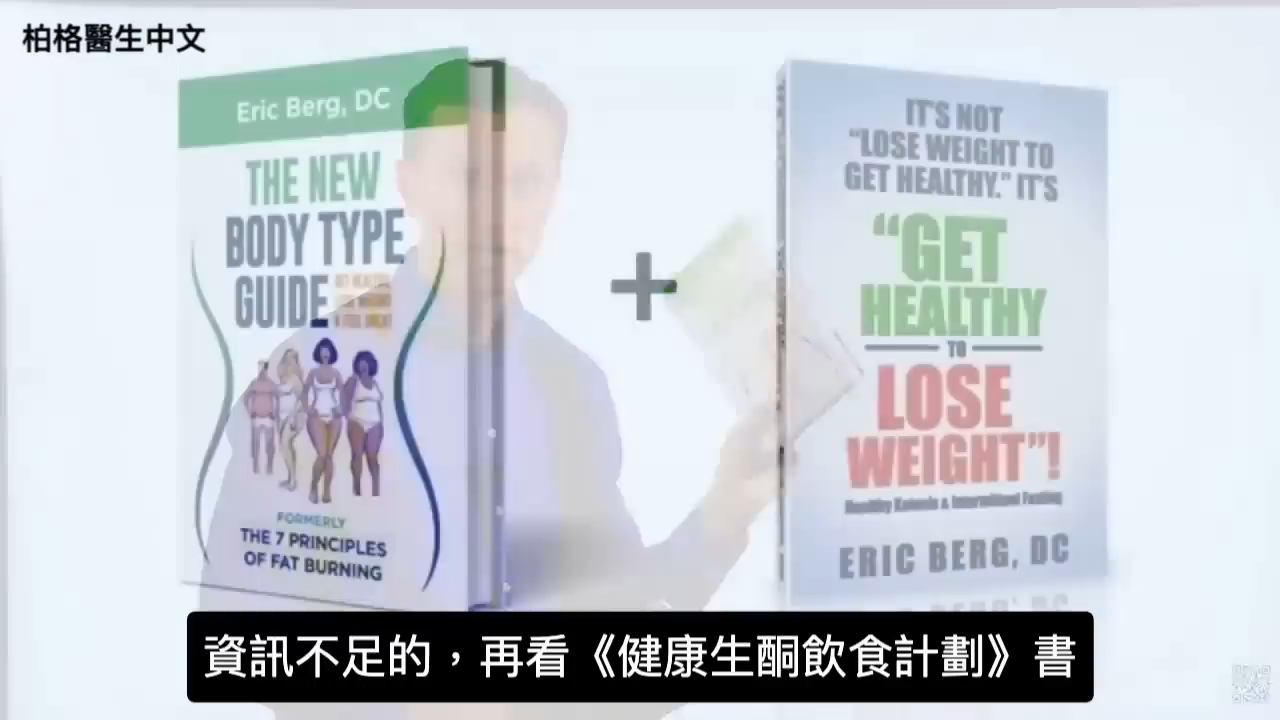 柏格醫生中文
Eric Berg, DC
THE NEW
BODY TYPE
GUIDE
FORMERLY
THE 7 PRINCIPLES
OF FAT BURNING
IT'S NOT
“LOSE WEIGHT TO
GET HEALTHY.” IT'S
“GET
HEALTHY
TO
LOSE
WEIGHT”!
Healthy Ketosis & Intermittent Fasting
ERIC BERG, DC
資訊不足的，再看《健康生酮飲食計劃》書